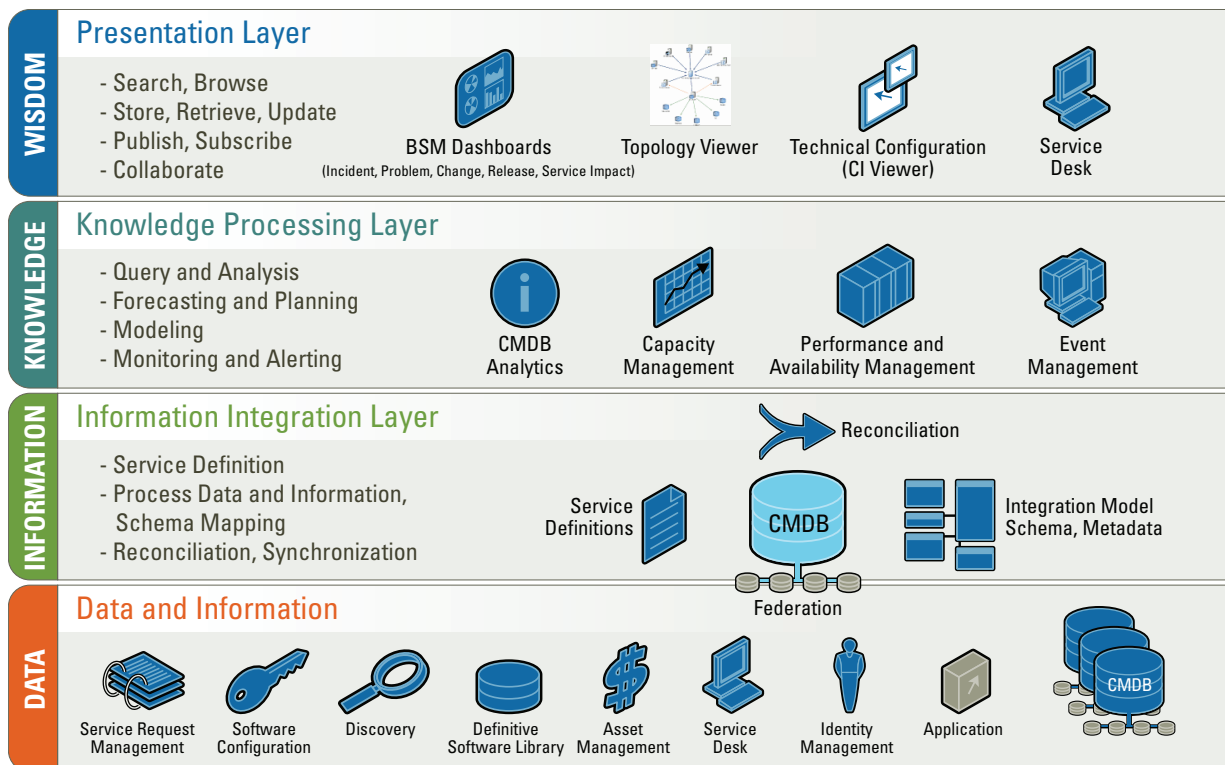 WISDOM
Presentation Layer
- Search, Browse
- Store, Retrieve, Update
- Publish, Subscribe
- Collaborate
BSM Dashboards
(Incident, Problem, Change, Release, Service Impact)
Topology Viewer
Technical Configuration
(CI Viewer)
Service
Desk
KNOWLEDGE
Knowledge Processing Layer
- Query and Analysis
- Forecasting and Planning
- Modeling
- Monitoring and Alerting
CMDB
Analytics
Capacity
Management
Performance and
Availability Management
Event
Management
INFORMATION
Information Integration Layer
- Service Definition
- Process Data and Information,
Schema Mapping
- Reconciliation, Synchronization
Reconciliation
Service
Definitions
CMDB
Integration Model
Schema, Metadata
Federation
DATA
Data and Information
Service Request
Management
Software
Configuration
Discovery
Definitive
Software Library
Asset
Management
Service
Desk
Identity
Management
Application
CMDB